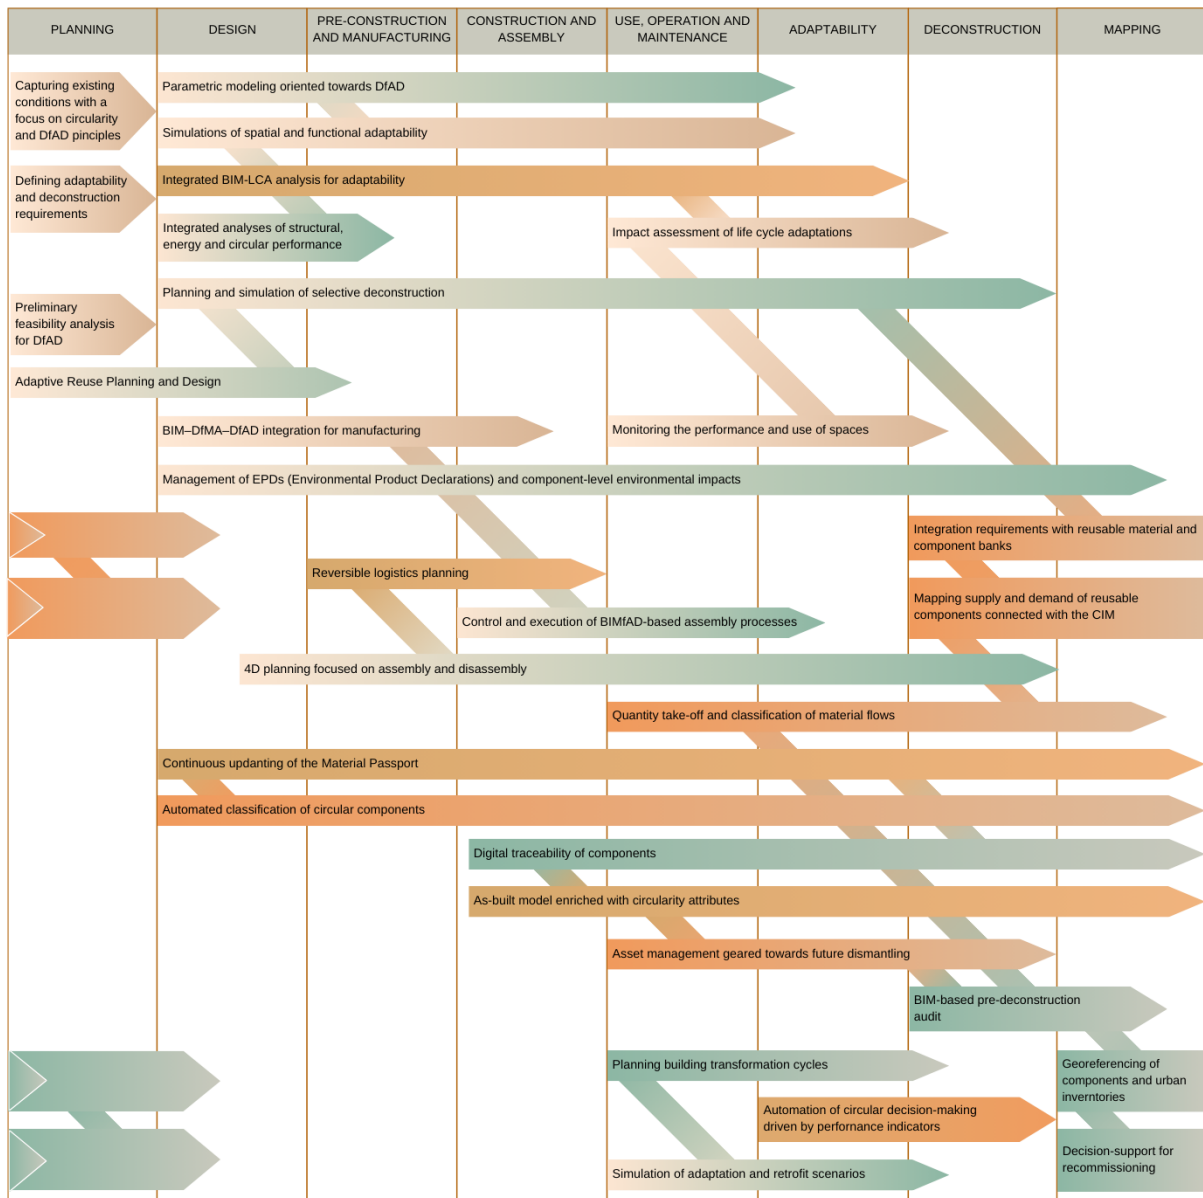 PLANNING
DESIGN
PRE-CONSTRUCTION
AND MANUFACTURING
CONSTRUCTION AND
ASSEMBLY
USE, OPERATION AND
MAINTENANCE
ADAPTABILITY
DECONSTRUCTION
MAPPING
Capturing existing
conditions with a
focus on circularity
and DfAD pinciples
Parametric modeling oriented towards DfAD
Simulations of spatial and functional adaptability
Defining adaptability
and deconstruction
requirements
Integrated BIM-LCA analysis for adaptability
Integrated analyses of structural,
energy and circular performance
Impact assessment of life cycle adaptations
Planning and simulation of selective deconstruction
Preliminary
feasibility analysis
for DfAD
Adaptive Reuse Planning and Design
BIM–DfMA–DfAD integration for manufacturing
Monitoring the performance and use of spaces
Management of EPDs (Environmental Product Declarations) and component-level environmental impacts
Integration requirements with reusable material and
component banks
Reversible logistics planning
Mapping supply and demand of reusable
components connected with the CIM
Control and execution of BIMfAD-based assembly processes
4D planning focused on assembly and disassembly
Quantity take-off and classification of material flows
Continuous updanting of the Material Passport
Automated classification of circular components
Digital traceability of components
As-built model enriched with circularity attributes
Asset management geared towards future dismantling
BIM-based pre-deconstruction
audit
Planning building transformation cycles
Georeferencing of
components and urban
inverntories
Automation of circular decision-making
driven by perfornance indicators
Decision-support for
recommissioning
Simulation of adaptation and retrofit scenarios